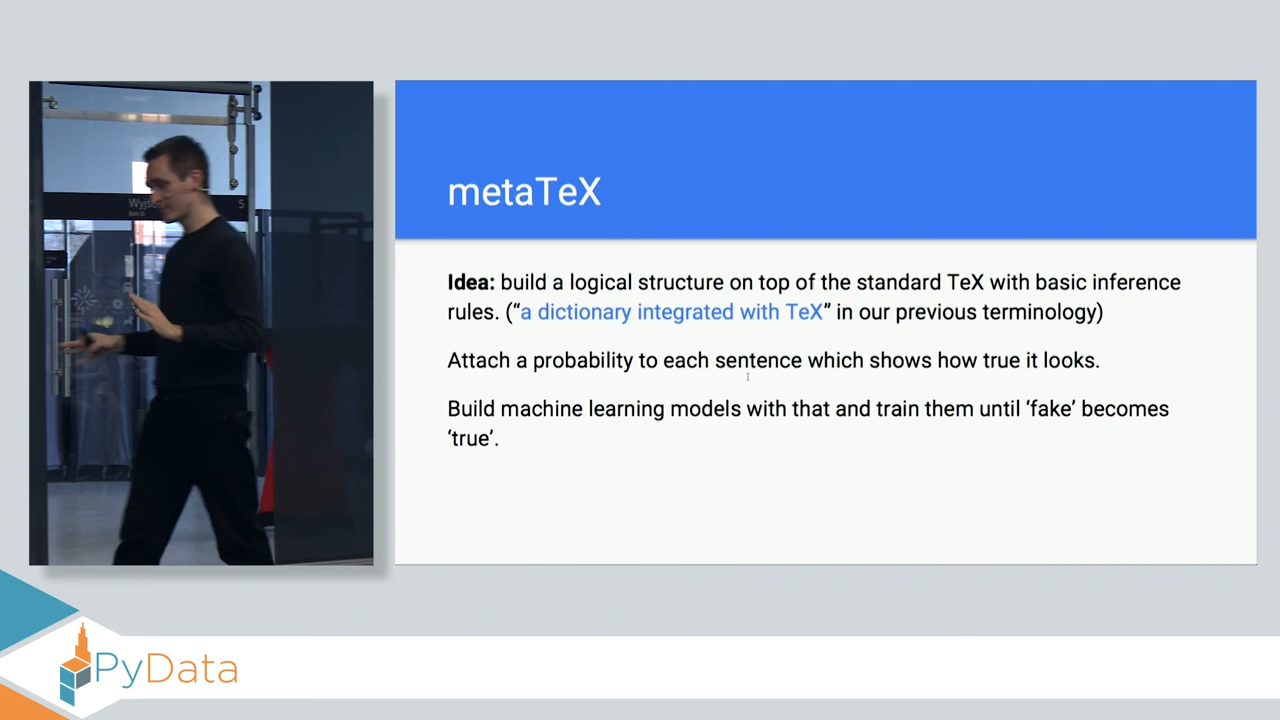 metaTeX
Idea: build a logical structure on top of the standard TeX with basic inference
rules. (“a dictionary integrated with TeX” in our previous terminology)
Attach a probability to each sentence which shows how true it looks.
Build machine learning models with that and train them until ‘fake’ becomes
‘true’.
5
PyData